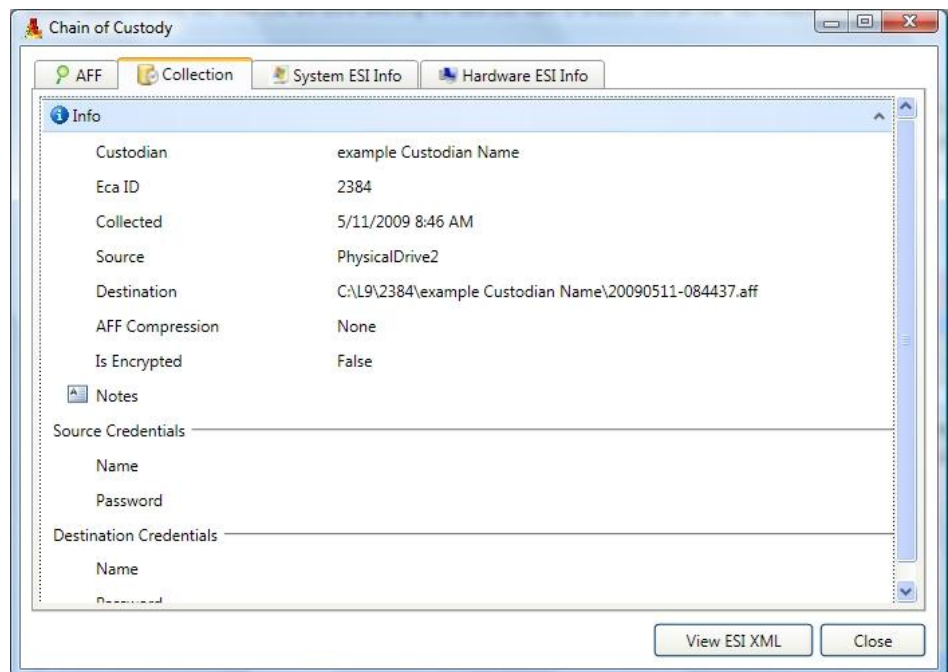 Chain of Custody
AFF Collection System ESI Info Hardware ESI Info
Info
Custodian example Custodian Name
Eca ID 2384
Collected 5/11/2009 8:46 AM
Source PhysicalDrive2
Destination C:\L9\2384\example Custodian Name\20090511-084437.aff
AFF Compression None
Is Encrypted False
Notes
Source Credentials
Name
Password
Destination Credentials
Name
Password
View ESI XML Close